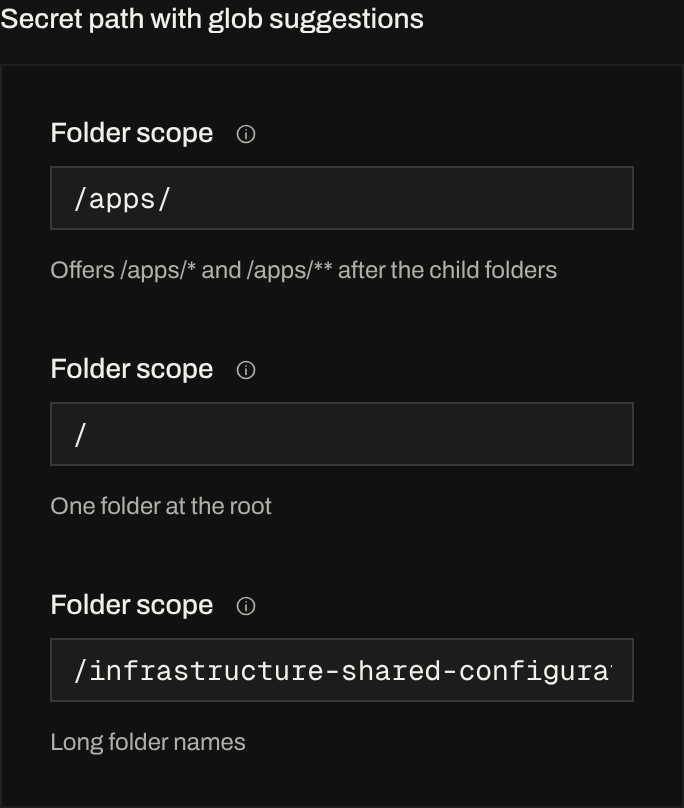 Secret path with glob suggestions
Folder scope
/apps/
Offers /apps/* and /apps/** after the child folders
Folder scope
/
One folder at the root
Folder scope
/infrastructure-shared-configura
Long folder names